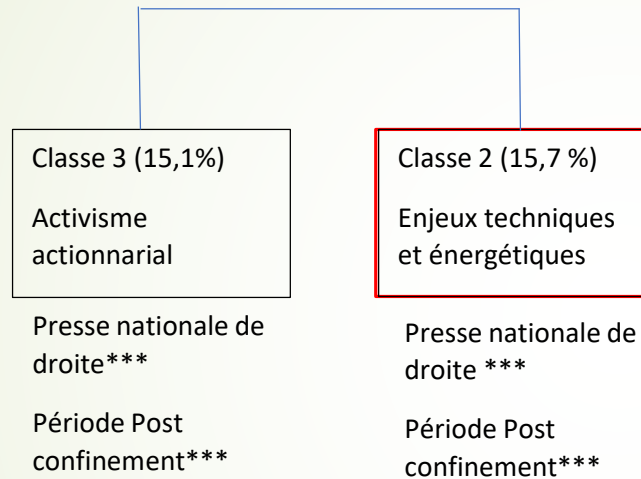 Classe 3 (15,1%)
Activisme
actionnarial
Presse nationale de
droite***
Période Post
confinement***
Classe 2 (15,7 %)
Enjeux techniques
et énergétiques
Presse nationale de
droite ***
Période Post
confinement***